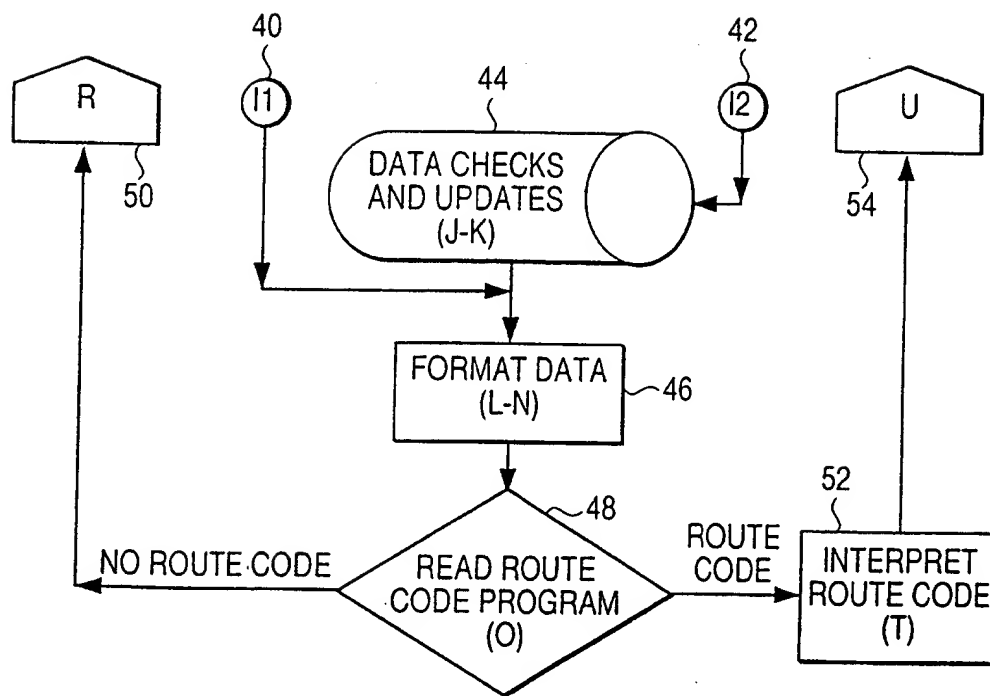 40
42
R
I1
44
I2
U
50
DATA CHECKS
AND UPDATES
(J-K)
54
FORMAT DATA
(L-N)
46
48
52
NO ROUTE CODE
READ ROUTE
CODE PROGRAM
(O)
ROUTE
CODE
INTERPRET
ROUTE CODE
(T)